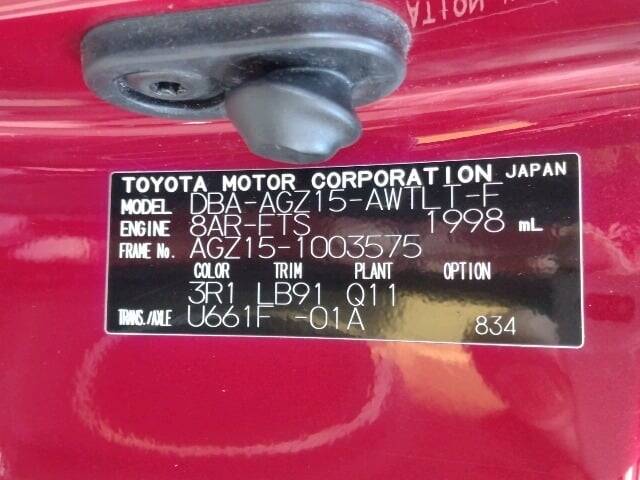 TOYOTA MOTOR CORPORATION JAPAN
MODEL DBA-AGZ15-AWTLT-F
ENGINE 8AR-FTS 1998 mL
FRAME No. AGZ15-1003575
COLOR TRIM PLANT OPTION
3R1 LB91 Q11
TRANS./AXLE U661F -01A 834